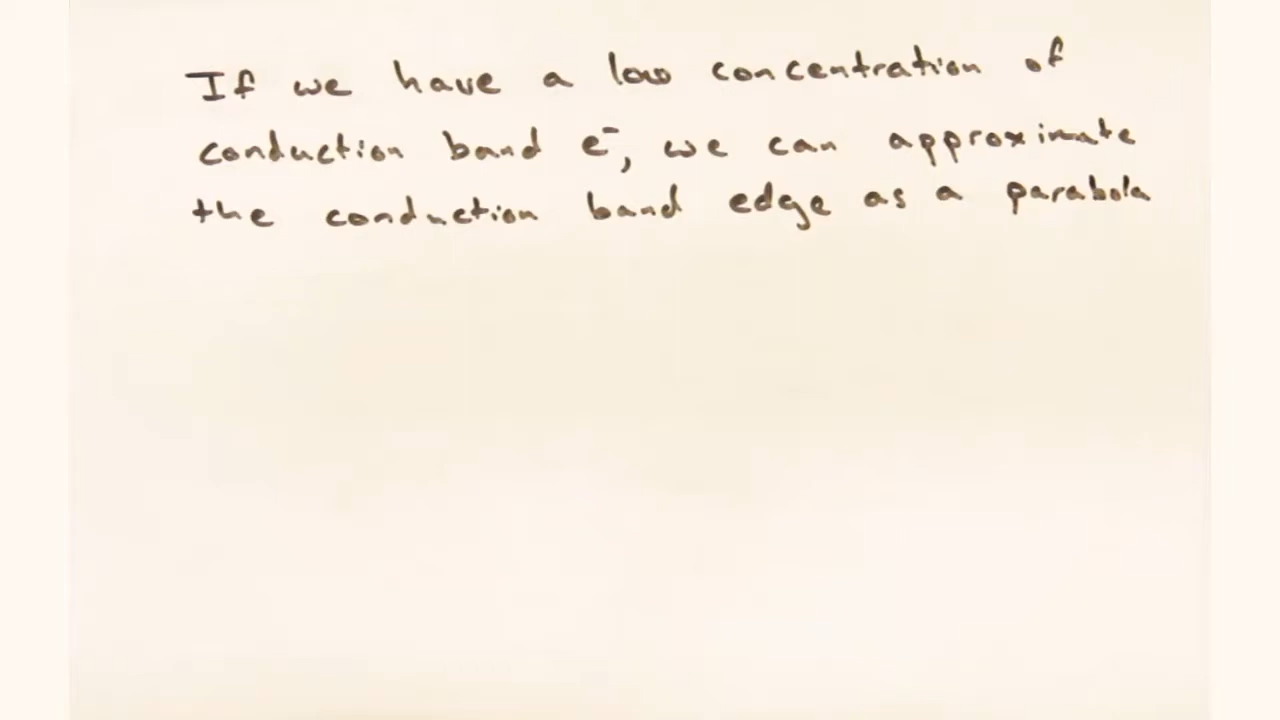 If we have a low concentration of
conduction band e⁻, we can approximate
the conduction band edge as a parabola